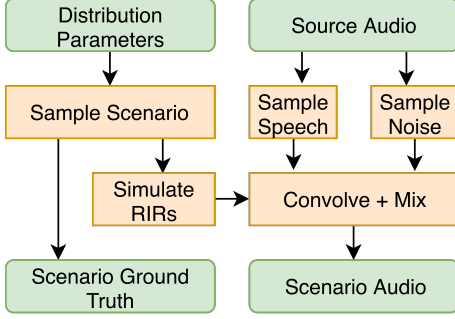 Distribution
Parameters
Source Audio
Sample Scenario
Sample
Speech
Sample
Noise
Simulate
RIRs
Convolve + Mix
Scenario Ground
Truth
Scenario Audio